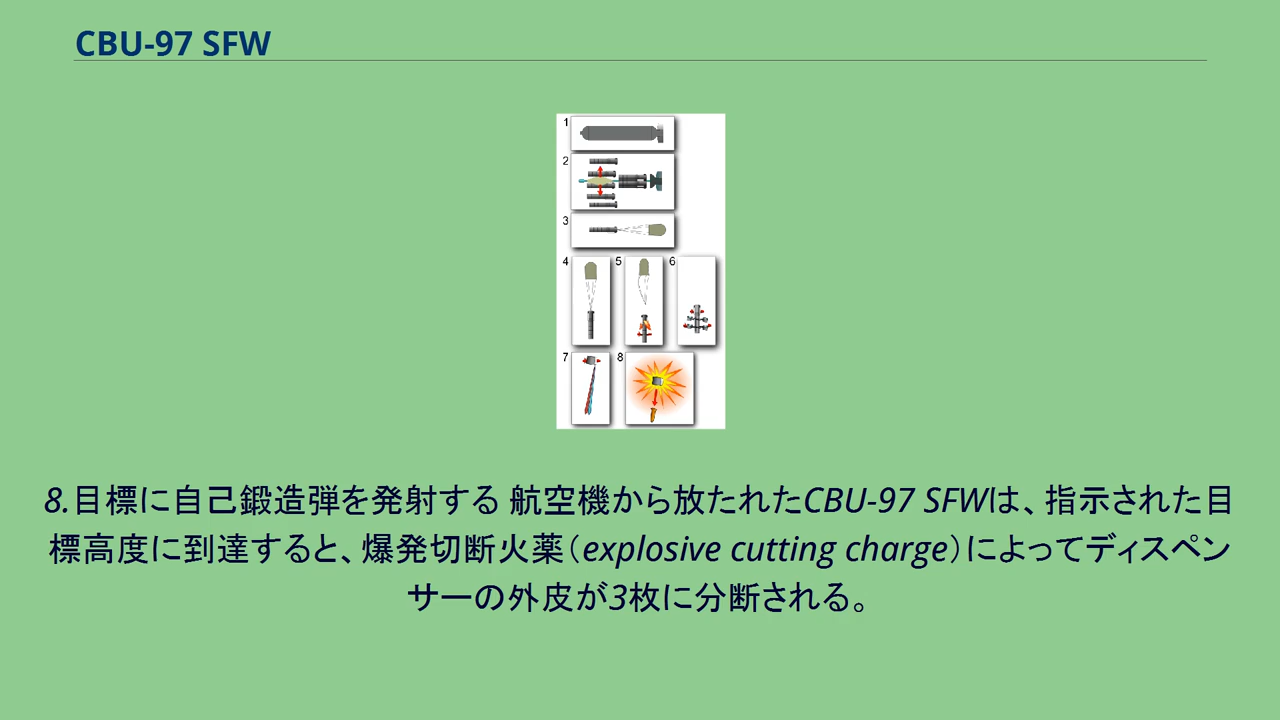 CBU-97 SFW
1
2
3
4 5 6
7 8
8.目標に自己鍛造弾を発射する 航空機から放たれたCBU-97 SFWは、指示された目
標高度に到達すると、爆発切断火薬（explosive cutting charge）によってディスペン
サーの外皮が3枚に分断される。